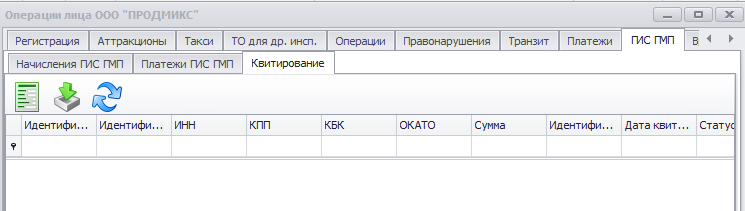 Операции лица ООО "ПРОДМИКС"
Регистрация Аттракционы Такси ТО для др. инсп. Операции Правонарушения Транзит Платежи ГИС ГМП В
Начисления ГИС ГМП Платежи ГИС ГМП Квитирование
Идентифи... Идентифи... ИНН КПП КБК ОКАТО Сумма Идентифи... Дата квит... Статус